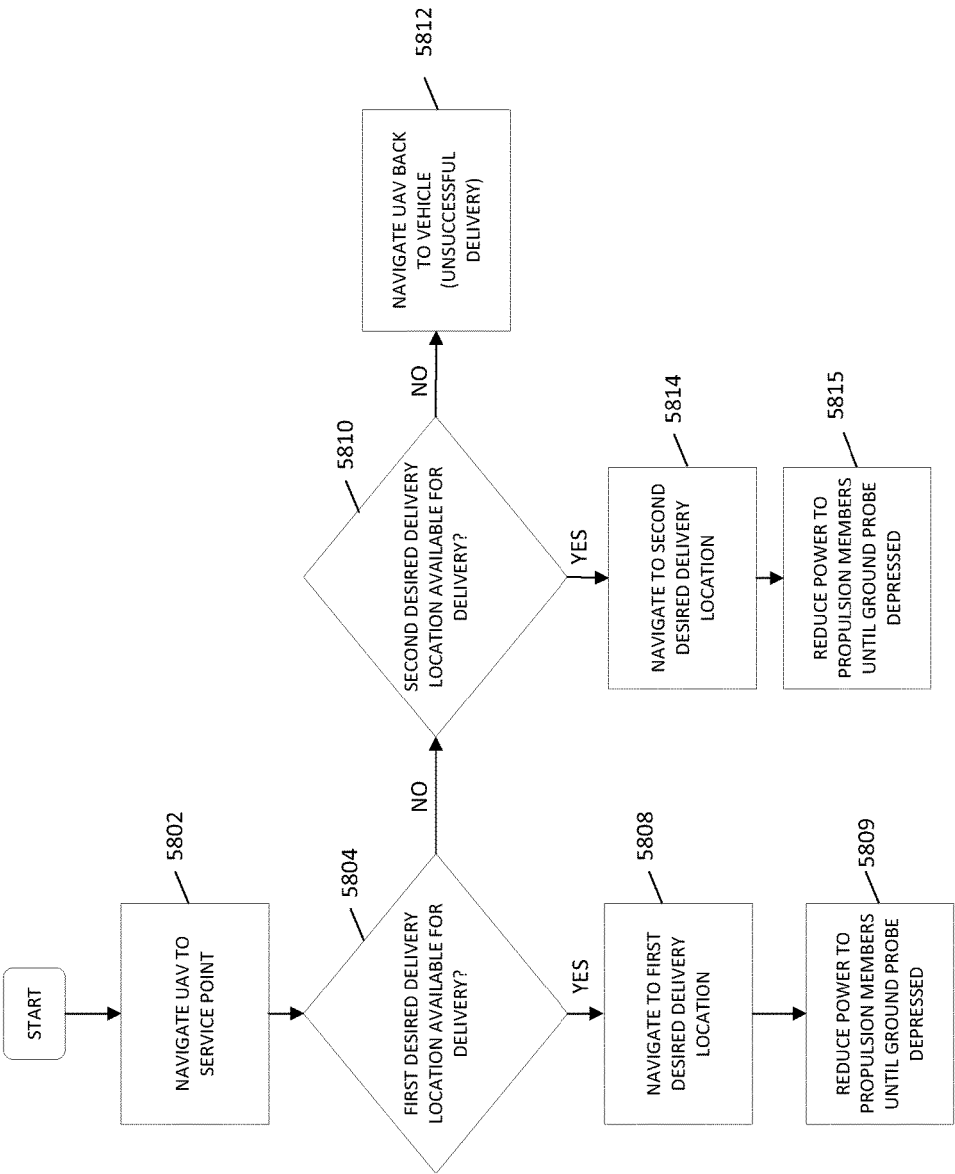 START
NAVIGATE UAV TO
SERVICE POINT
5802
FIRST DESIRED DELIVERY
LOCATION AVAILABLE FOR
DELIVERY?
5804
NO
YES
NAVIGATE TO FIRST
DESIRED DELIVERY
LOCATION
5808
REDUCE POWER TO
PROPULSION MEMBERS
UNTIL GROUND PROBE
DEPRESSED
5809
SECOND DESIRED DELIVERY
LOCATION AVAILABLE FOR
DELIVERY?
5810
NO
YES
NAVIGATE UAV BACK
TO VEHICLE
(UNSUCCESSFUL
DELIVERY)
5812
NAVIGATE TO SECOND
DESIRED DELIVERY
LOCATION
5814
REDUCE POWER TO
PROPULSION MEMBERS
UNTIL GROUND PROBE
DEPRESSED
5815